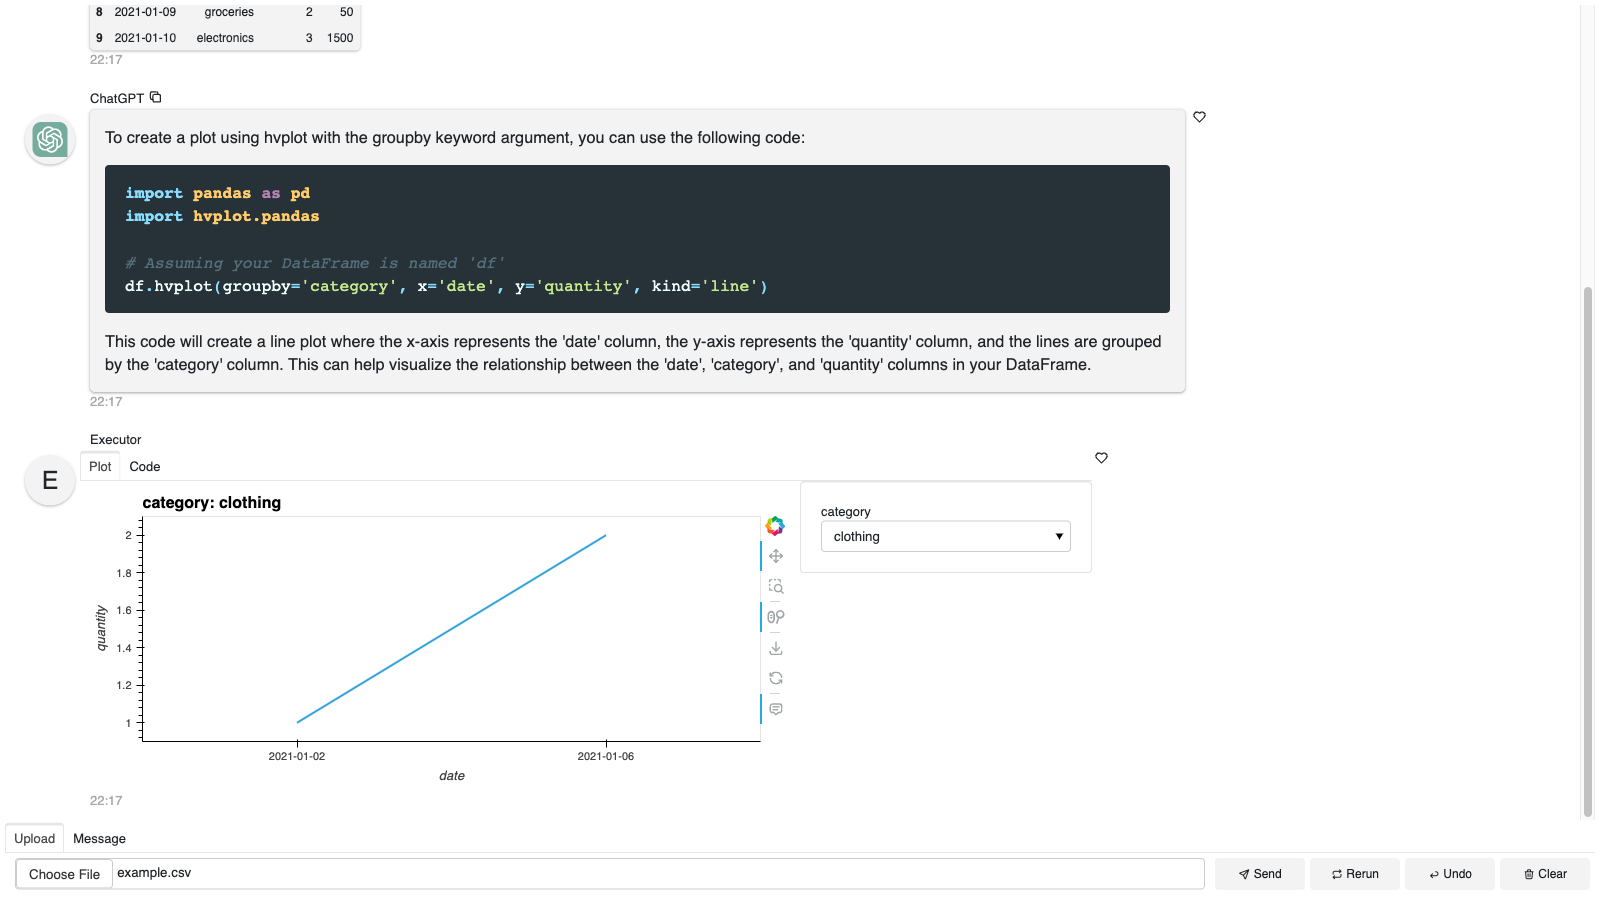 8 2021-01-09 groceries 2 50
9 2021-01-10 electronics 3 1500
22:17
ChatGPT
To create a plot using hvplot with the groupby keyword argument, you can use the following code:
import pandas as pd
import hvplot.pandas
# Assuming your DataFrame is named 'df'
df.hvplot(groupby='category', x='date', y='quantity', kind='line')
This code will create a line plot where the x-axis represents the 'date' column, the y-axis represents the 'quantity' column, and the lines are grouped
by the 'category' column. This can help visualize the relationship between the 'date', 'category', and 'quantity' columns in your DataFrame.
22:17
Executor
E
Plot Code
category: clothing
category
clothing
quantity
2
1.8
1.6
1.4
1.2
1
2021-01-02 2021-01-06
date
22:17
Upload Message
Choose File example.csv Send Rerun Undo Clear